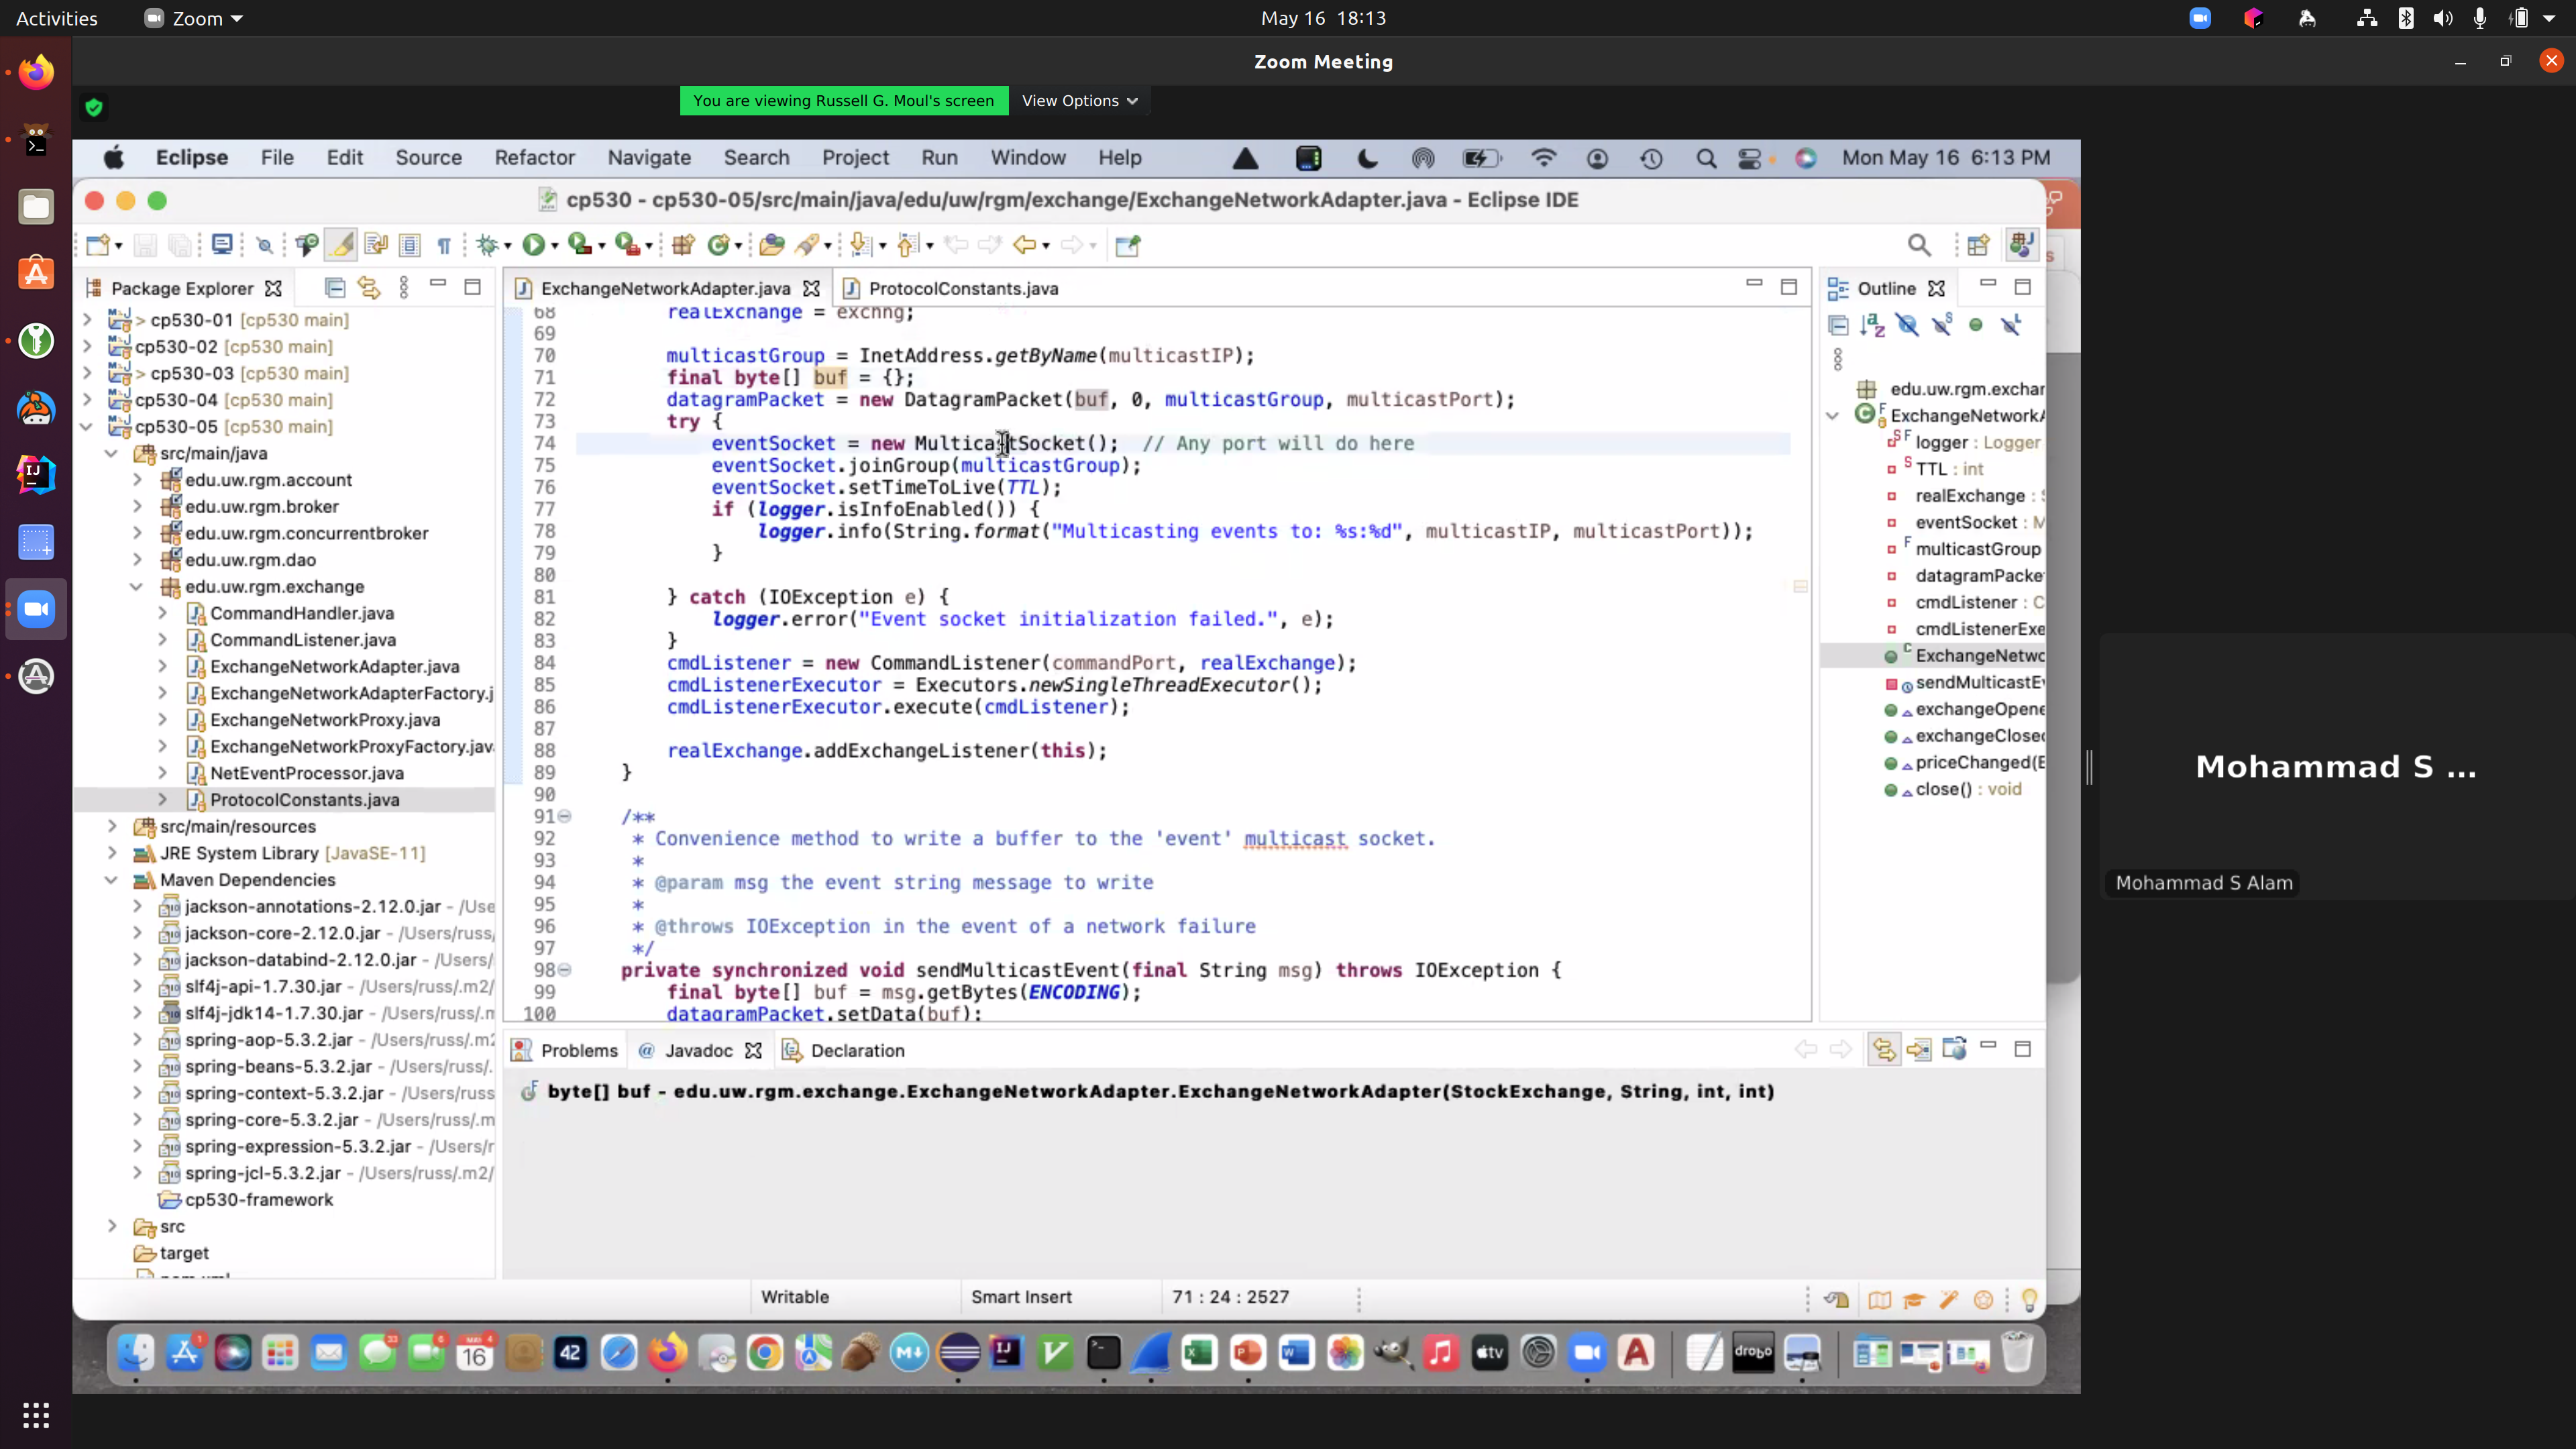 Activities
Zoom
May 16 18:13
Zoom Meeting
You are viewing Russell G. Moul's screen
View Options
Eclipse File Edit Source Refactor Navigate Search Project Run Window Help
Mon May 16 6:13 PM
cp530 - cp530-05/src/main/java/edu/uw/rgm/exchange/ExchangeNetworkAdapter.java - Eclipse IDE
Package Explorer
> cp530-01 [cp530 main]
cp530-02 [cp530 main]
> cp530-03 [cp530 main]
cp530-04 [cp530 main]
cp530-05 [cp530 main]
src/main/java
edu.uw.rgm.account
edu.uw.rgm.broker
edu.uw.rgm.concurrentbroker
edu.uw.rgm.dao
edu.uw.rgm.exchange
CommandHandler.java
CommandListener.java
ExchangeNetworkAdapter.java
ExchangeNetworkAdapterFactory.j
ExchangeNetworkProxy.java
ExchangeNetworkProxyFactory.jav
NetEventProcessor.java
ProtocolConstants.java
src/main/resources
JRE System Library [JavaSE-11]
Maven Dependencies
jackson-annotations-2.12.0.jar - /Use
jackson-core-2.12.0.jar - /Users/russ/
jackson-databind-2.12.0.jar - /Users/
slf4j-api-1.7.30.jar - /Users/russ/.m2/
slf4j-jdk14-1.7.30.jar - /Users/russ/.m
spring-aop-5.3.2.jar - /Users/russ/.m2
spring-beans-5.3.2.jar - /Users/russ/.
spring-context-5.3.2.jar - /Users/russ
spring-core-5.3.2.jar - /Users/russ/.m
spring-expression-5.3.2.jar - /Users/r
spring-jcl-5.3.2.jar - /Users/russ/.m2/
cp530-framework
src
target
ExchangeNetworkAdapter.java
ProtocolConstants.java
68 realExchange = exchng;
69
70 multicastGroup = InetAddress.getByName(multicastIP);
71 final byte[] buf = {};
72 datagramPacket = new DatagramPacket(buf, 0, multicastGroup, multicastPort);
73 try {
74 eventSocket = new MulticastSocket(); // Any port will do here
75 eventSocket.joinGroup(multicastGroup);
76 eventSocket.setTimeToLive(TTL);
77 if (logger.isInfoEnabled()) {
78 logger.info(String.format("Multicasting events to: %s:%d", multicastIP, multicastPort));
79 }
80
81 } catch (IOException e) {
82 logger.error("Event socket initialization failed.", e);
83 }
84 cmdListener = new CommandListener(commandPort, realExchange);
85 cmdListenerExecutor = Executors.newSingleThreadExecutor();
86 cmdListenerExecutor.execute(cmdListener);
87
88 realExchange.addExchangeListener(this);
89 }
90
91 /**
92 * Convenience method to write a buffer to the 'event' multicast socket.
93 *
94 * @param msg the event string message to write
95 *
96 * @throws IOException in the event of a network failure
97 */
98 private synchronized void sendMulticastEvent(final String msg) throws IOException {
99 final byte[] buf = msg.getBytes(ENCODING);
100 datagramPacket.setData(buf);
Outline
edu.uw.rgm.exchan
ExchangeNetworkA
logger : Logger
TTL : int
realExchange : S
eventSocket : M
multicastGroup
datagramPacke
cmdListener : C
cmdListenerExe
ExchangeNetwo
sendMulticastEv
exchangeOpene
exchangeClosed
priceChanged(E
close() : void
Problems
@ Javadoc
Declaration
byte[] buf - edu.uw.rgm.exchange.ExchangeNetworkAdapter.ExchangeNetworkAdapter(StockExchange, String, int, int)
Writable
Smart Insert
71 : 24 : 2527
Mohammad S ...
Mohammad S Alam
16
42
drobo
tv